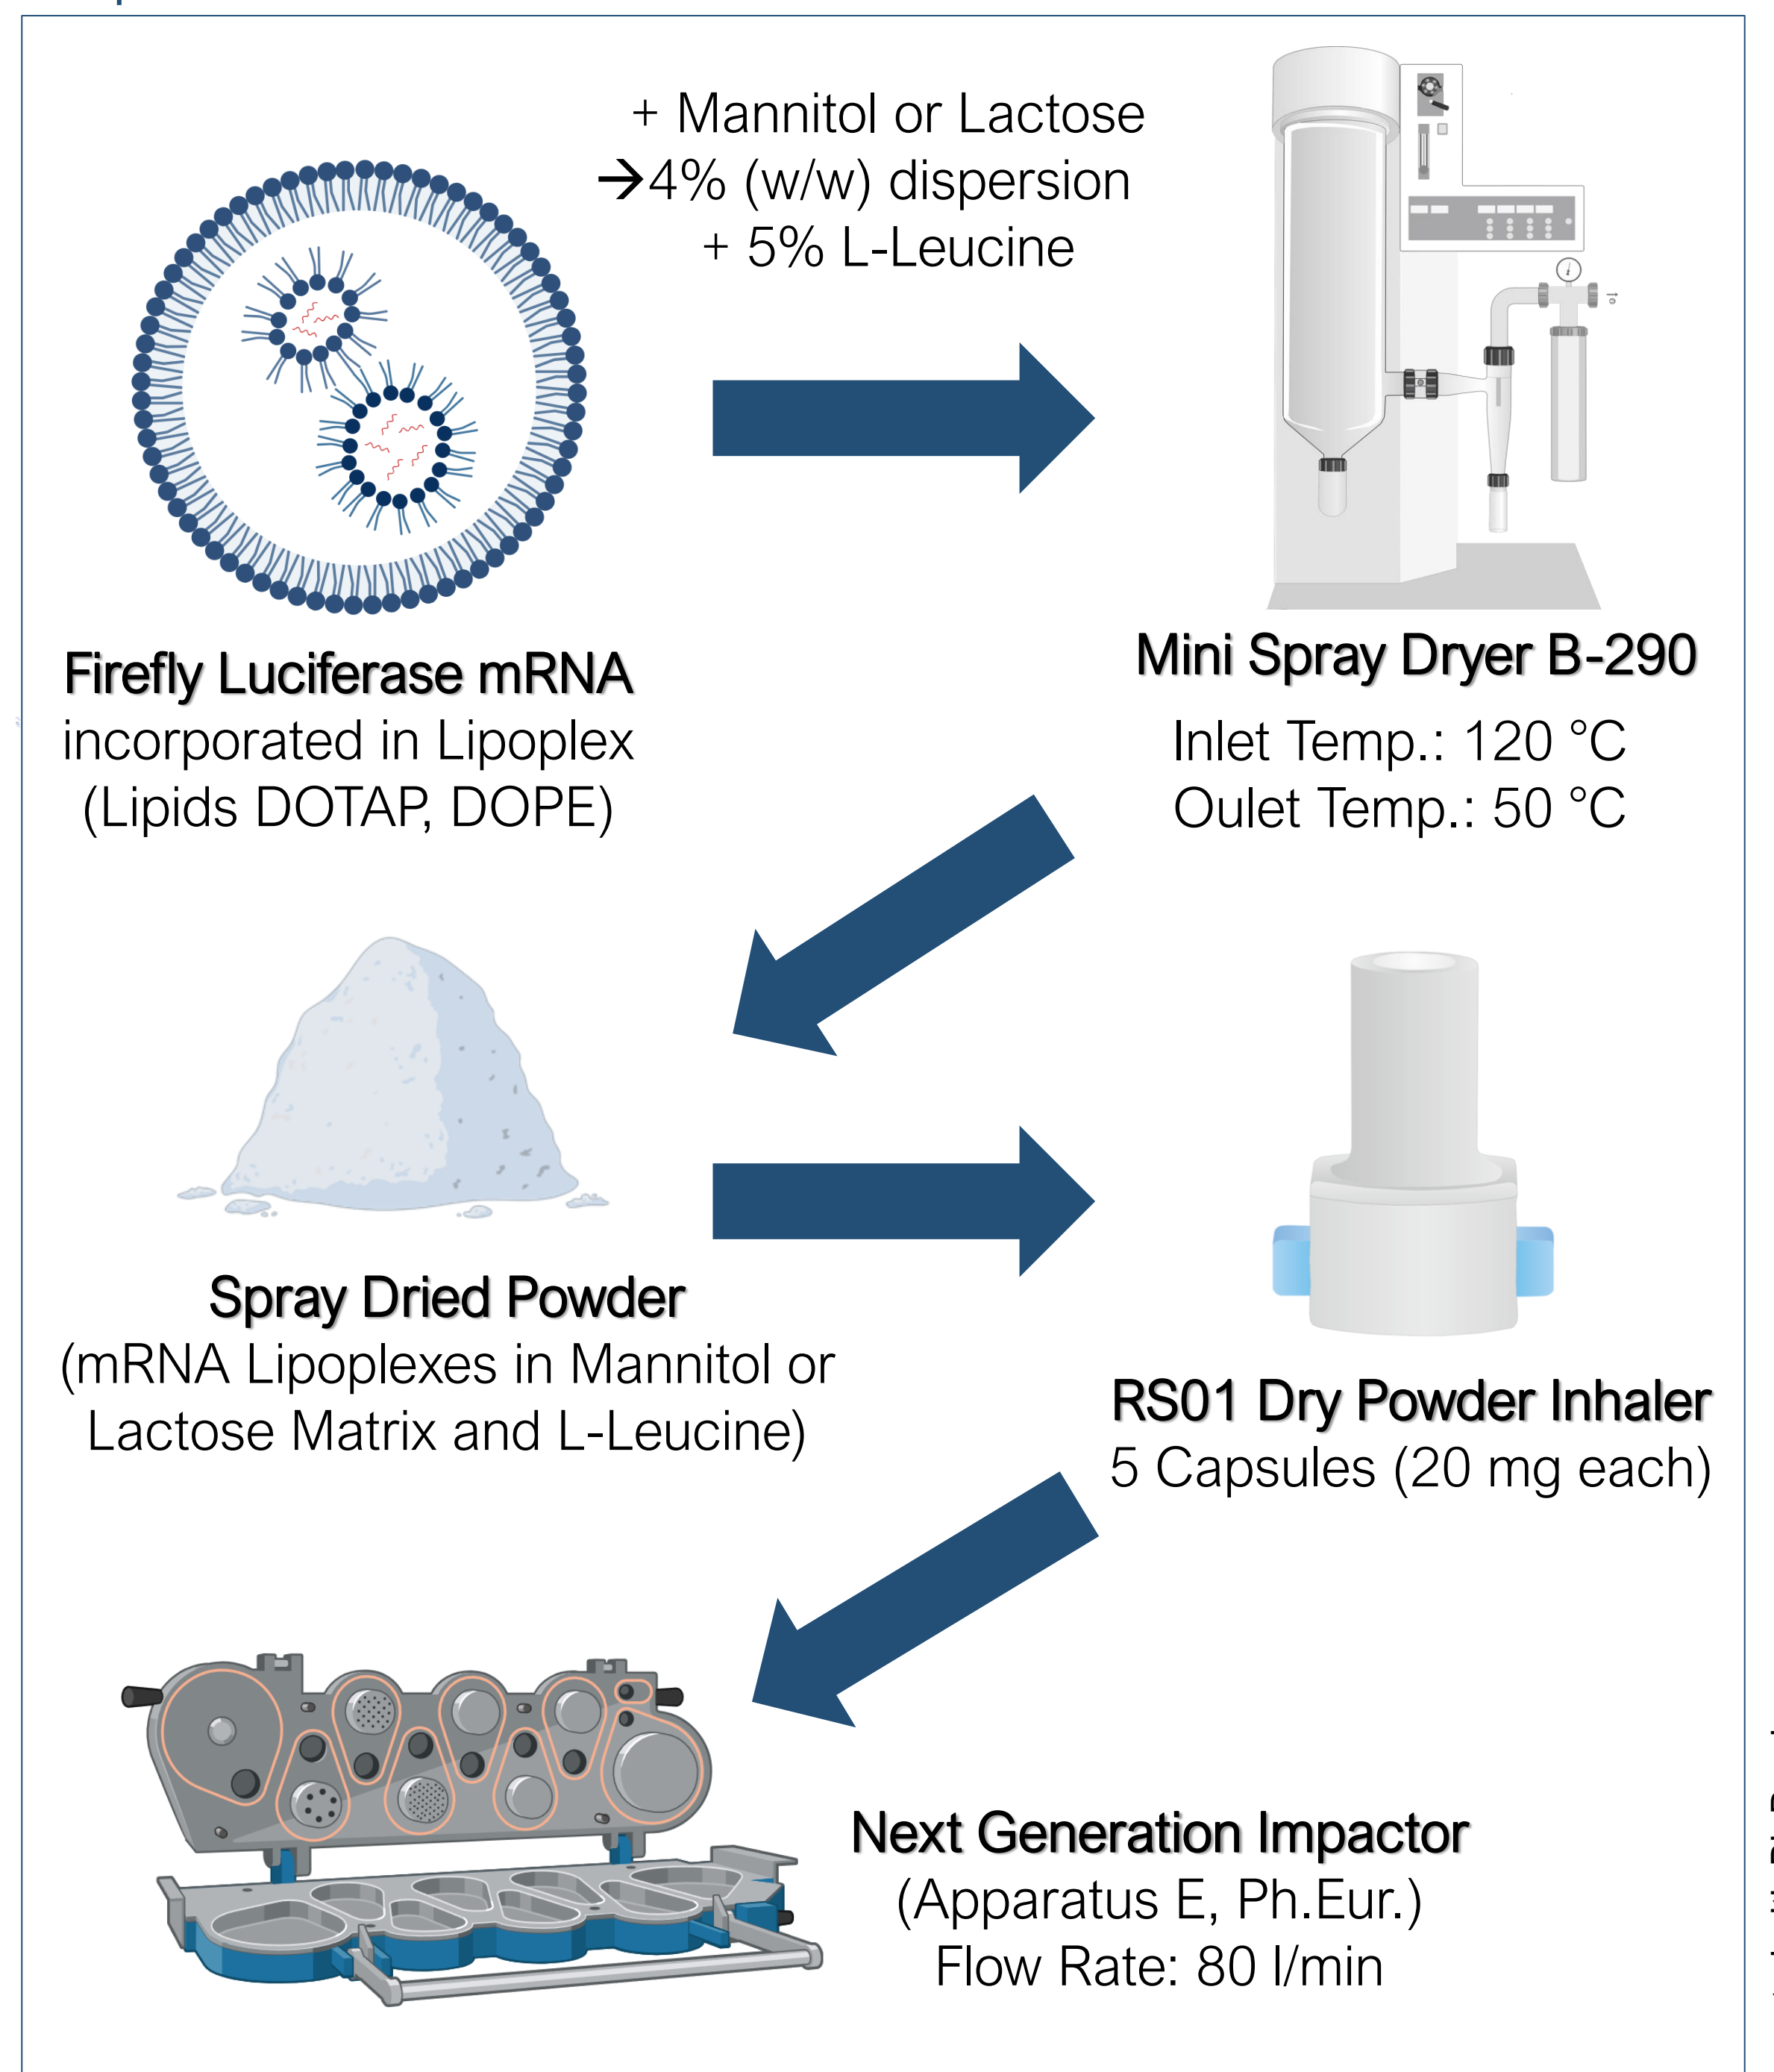 + Mannitol or Lactose
→4% (w/w) dispersion
+ 5% L-Leucine
Firefly Luciferase mRNA
incorporated in Lipoplex
(Lipids DOTAP, DOPE)
Mini Spray Dryer B-290
Inlet Temp.: 120 °C
Oulet Temp.: 50 °C
Spray Dried Powder
(mRNA Lipoplexes in Mannitol or
Lactose Matrix and L-Leucine)
RS01 Dry Powder Inhaler
5 Capsules (20 mg each)
Next Generation Impactor
(Apparatus E, Ph.Eur.)
Flow Rate: 80 l/min